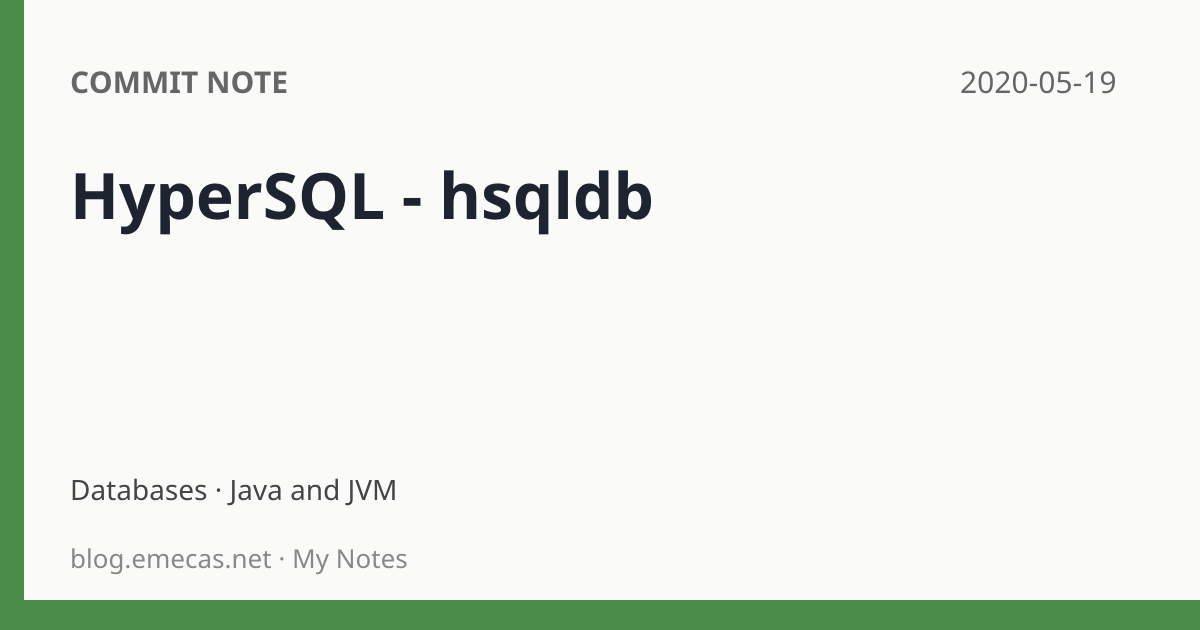 COMMIT NOTE
2020-05-19
HyperSQL - hsqldb
Databases · Java and JVM
blog.emecas.net · My Notes